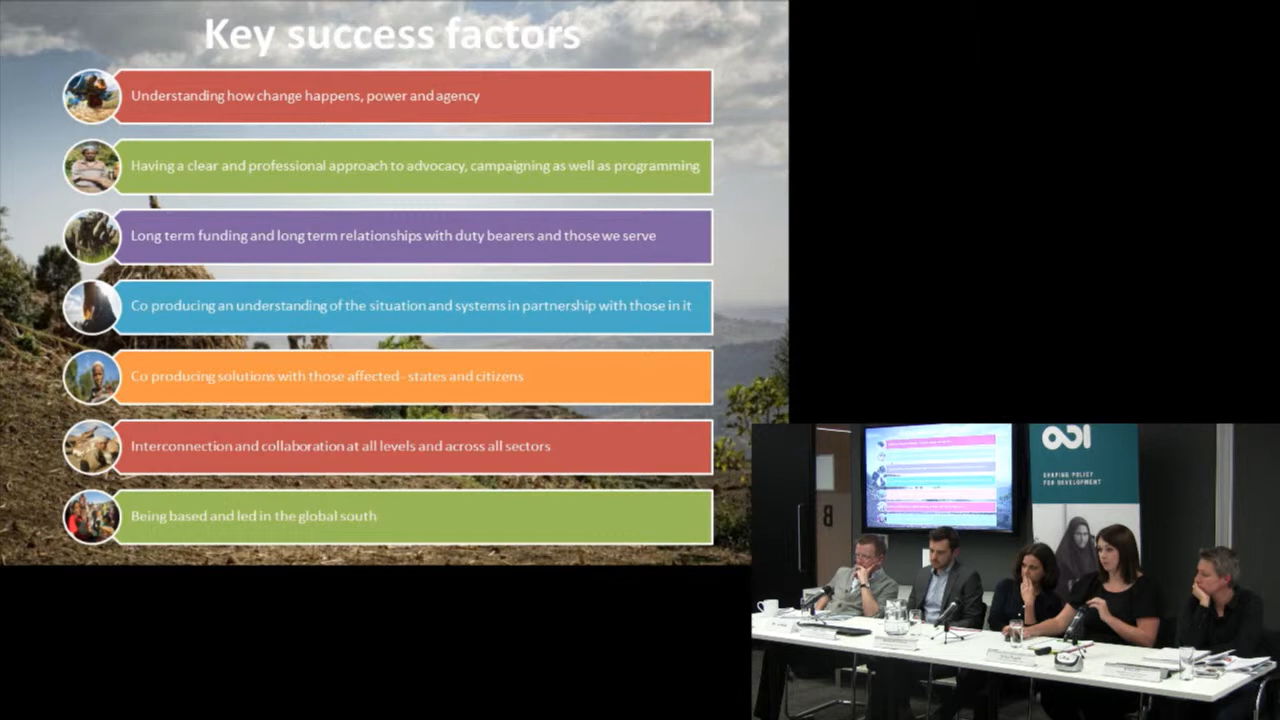 Key success factors
Understanding how change happens, power and agency
Having a clear and professional approach to advocacy, campaigning as well as programming
Long term funding and long term relationships with duty bearers and those we serve
Co producing an understanding of the situation and systems in partnership with those in it
Co producing solutions with those affected - states and citizens
Interconnection and collaboration at all levels and across all sectors
Being based and led in the global south
ODI
SHAPING POLICY
FOR DEVELOPMENT
8